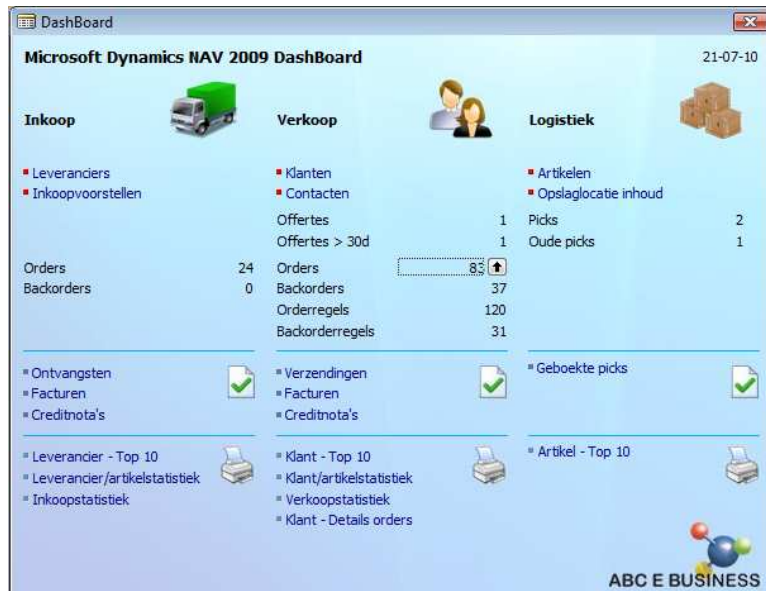 DashBoard
Microsoft Dynamics NAV 2009 DashBoard
21-07-10
Inkoop
Leveranciers
Inkoopvoorstellen
Orders 24
Backorders 0
Ontvangsten
Facturen
Creditnota's
Leverancier - Top 10
Leverancier/artikelstatistiek
Inkoopstatistiek
Verkoop
Klanten
Contacten
Offertes 1
Offertes > 30d 1
Orders 83
Backorders 37
Orderregels 120
Backorderregels 31
Verzendingen
Facturen
Creditnota's
Klant - Top 10
Klant/artikelstatistiek
Verkoopstatistiek
Klant - Details orders
Logistiek
Artikelen
Opslaglocatie inhoud
Picks 2
Oude picks 1
Geboekte picks
Artikel - Top 10
ABC E BUSINESS